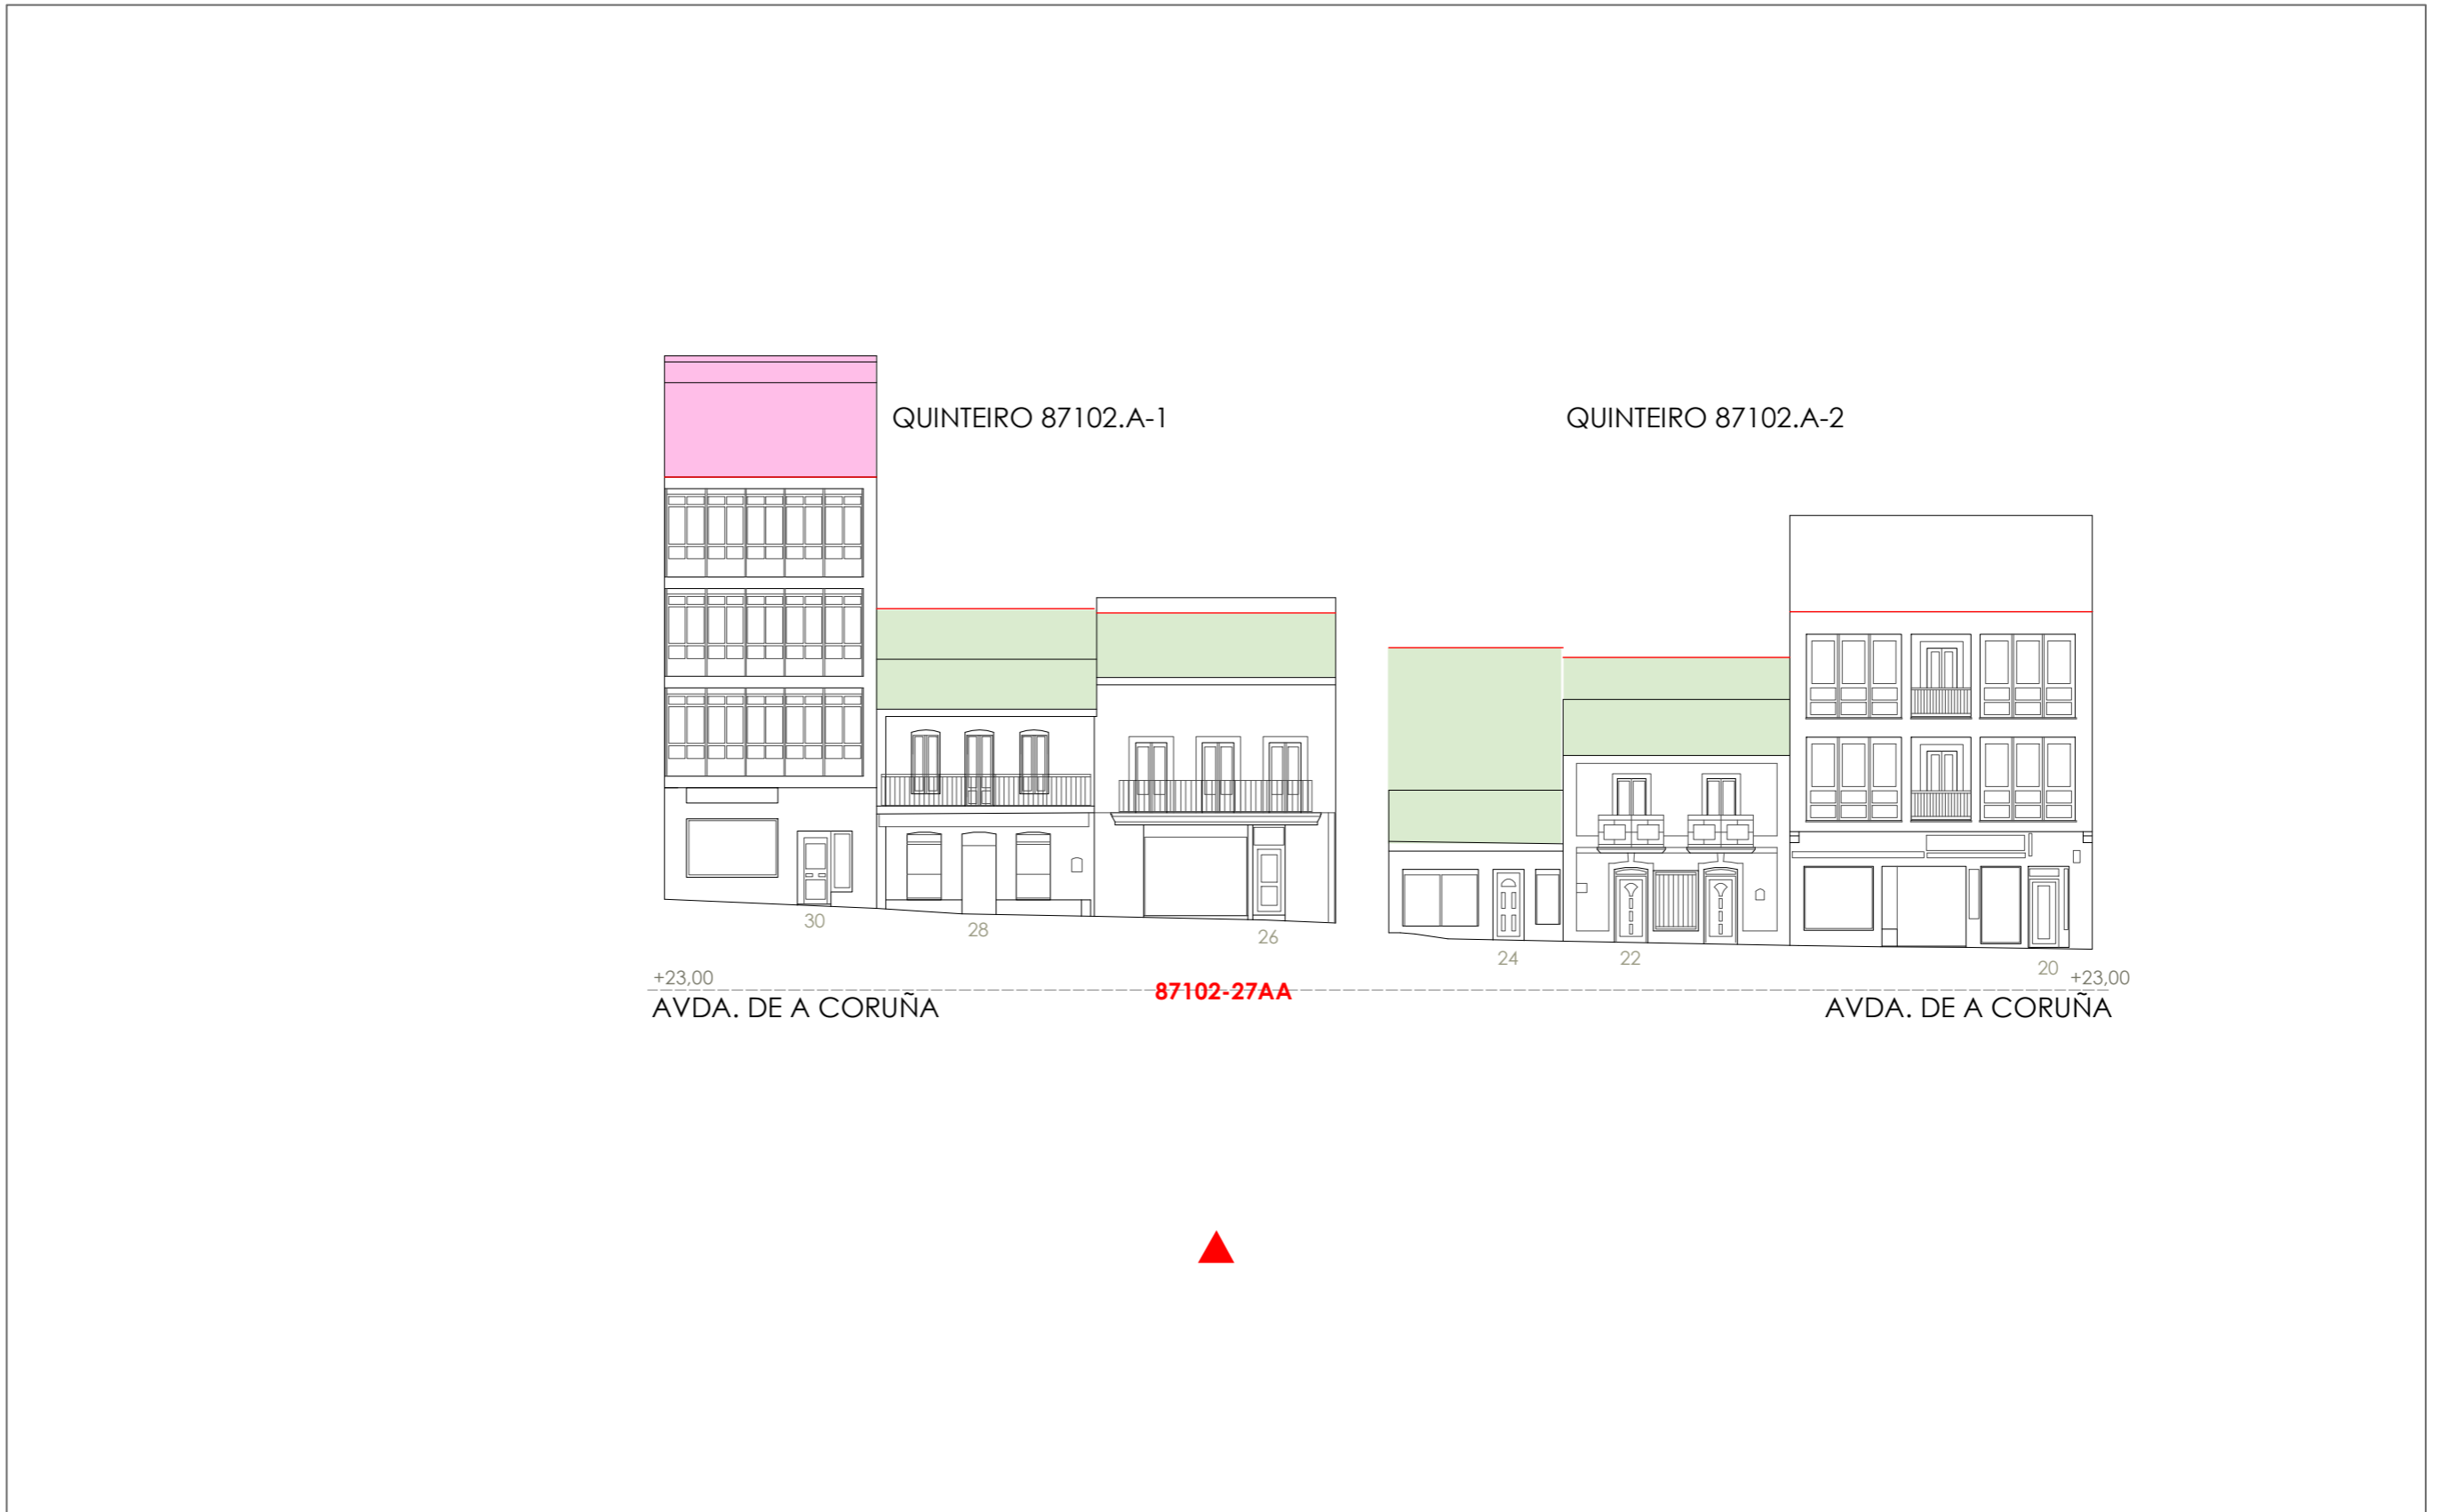 QUINTEIRO 87102.A-1
QUINTEIRO 87102.A-2
30
28
26
24
22
20
+23,00
+23,00
87102-27AA
AVDA. DE A CORUÑA
AVDA. DE A CORUÑA